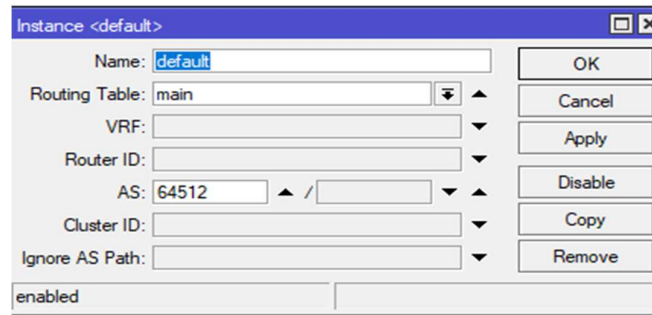 Instance <default>
Name: default
OK
Routing Table: main
Cancel
VRF:
Apply
Router ID:
AS: 64512 /
Disable
Cluster ID:
Copy
Ignore AS Path:
Remove
enabled